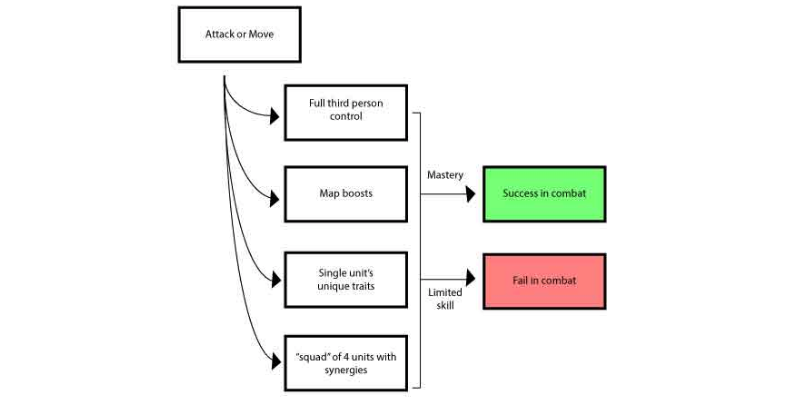 Attack or Move
Full third person
control
Map boosts
Mastery
Success in combat
Single unit's
unique traits
Limited
skill
Fail in combat
"squad" of 4 units with
synergies